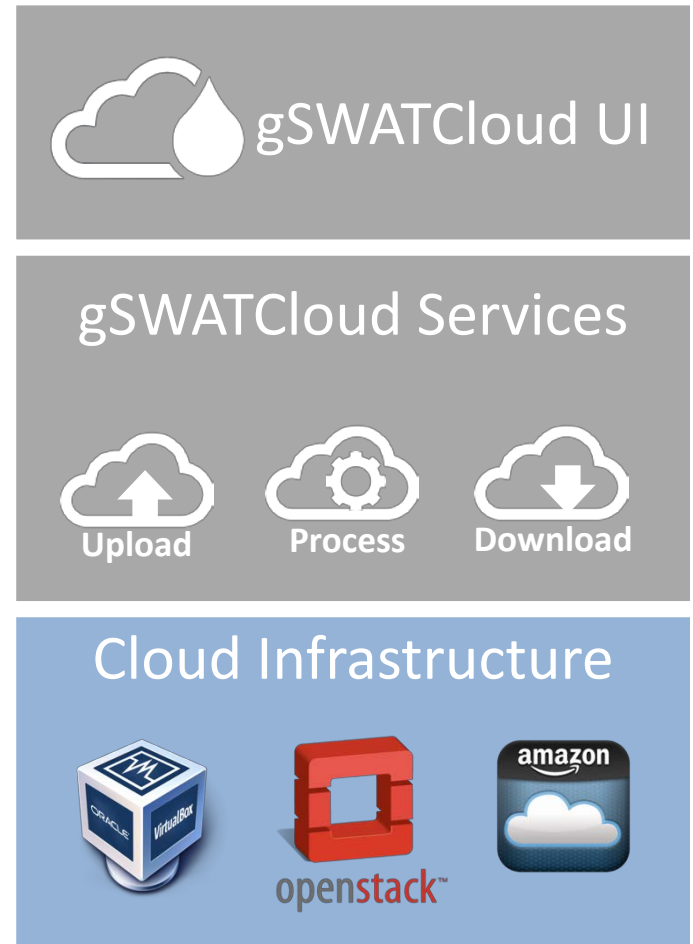 gSWATCloud UI
gSWATCloud Services
Upload
Process
Download
Cloud Infrastructure
ORACLE
VirtualBox
openstack™
amazon